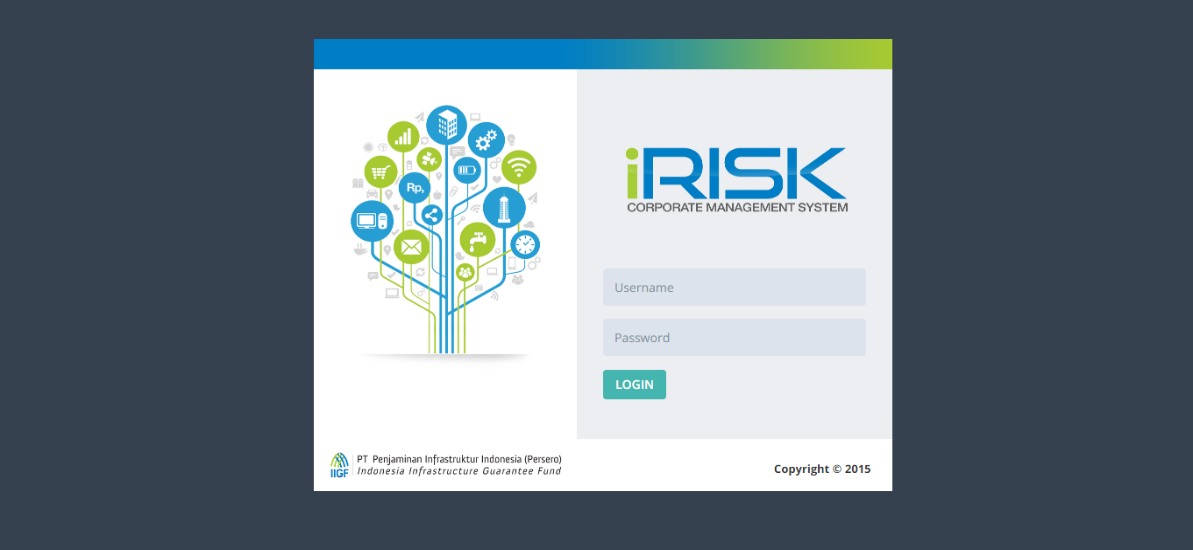 Rp,
iRISK
CORPORATE MANAGEMENT SYSTEM
Username
Password
LOGIN
IIGF
PT Penjaminan Infrastruktur Indonesia (Persero)
Indonesia Infrastructure Guarantee Fund
Copyright © 2015